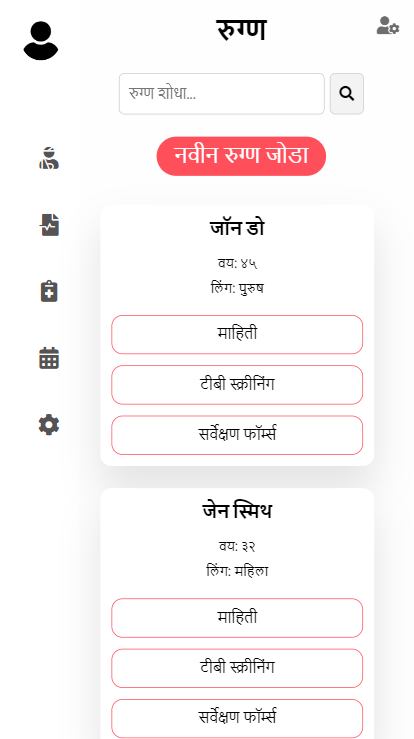 रुग्ण
रुग्ण शोधा...
नवीन रुग्ण जोडा
जॉन डो
वय: ४५
लिंग: पुरुष
माहिती
टीबी स्क्रीनिंग
सर्वेक्षण फॉर्म्स
जेन स्मिथ
वय: ३२
लिंग: महिला
माहिती
टीबी स्क्रीनिंग
सर्वेक्षण फॉर्म्स